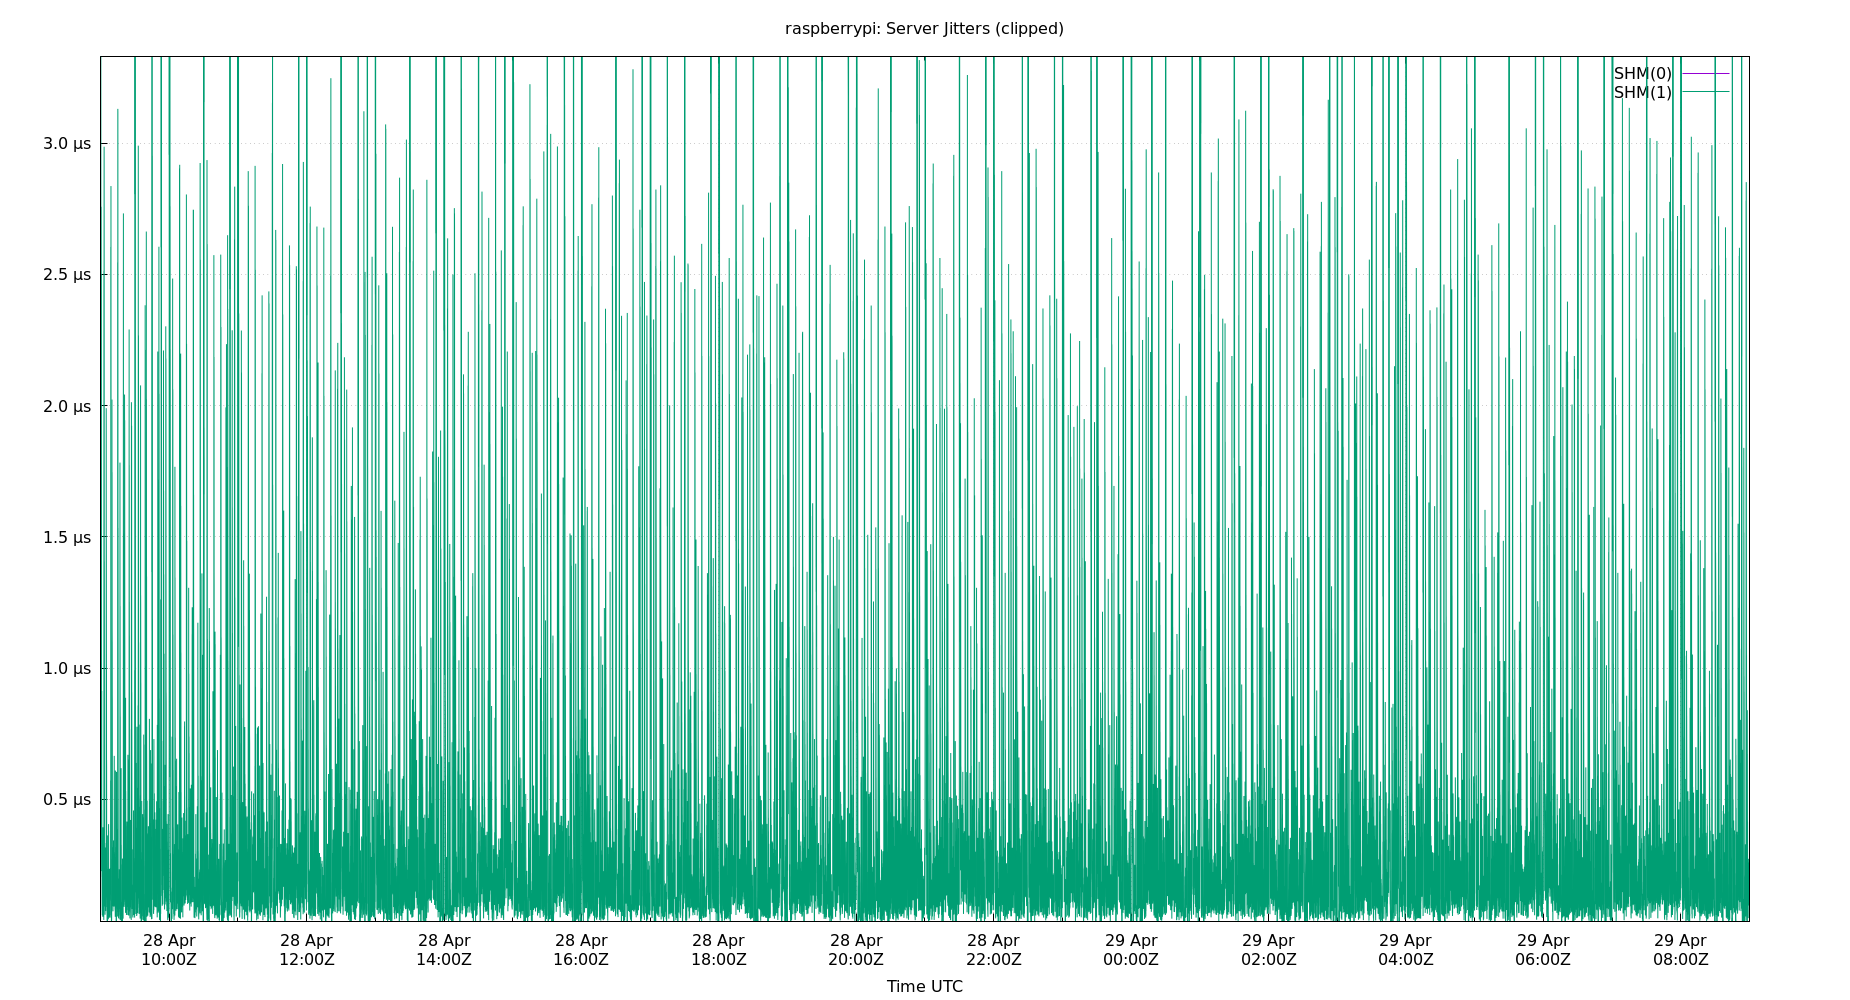 raspberrypi: Server Jitters (clipped)
SHM(0)
SHM(1)
3.0 µs
2.5 µs
2.0 µs
1.5 µs
1.0 µs
0.5 µs
28 Apr 28 Apr 28 Apr 28 Apr 28 Apr 28 Apr 28 Apr 29 Apr 29 Apr 29 Apr 29 Apr 29 Apr
10:00Z 12:00Z 14:00Z 16:00Z 18:00Z 20:00Z 22:00Z 00:00Z 02:00Z 04:00Z 06:00Z 08:00Z
Time UTC